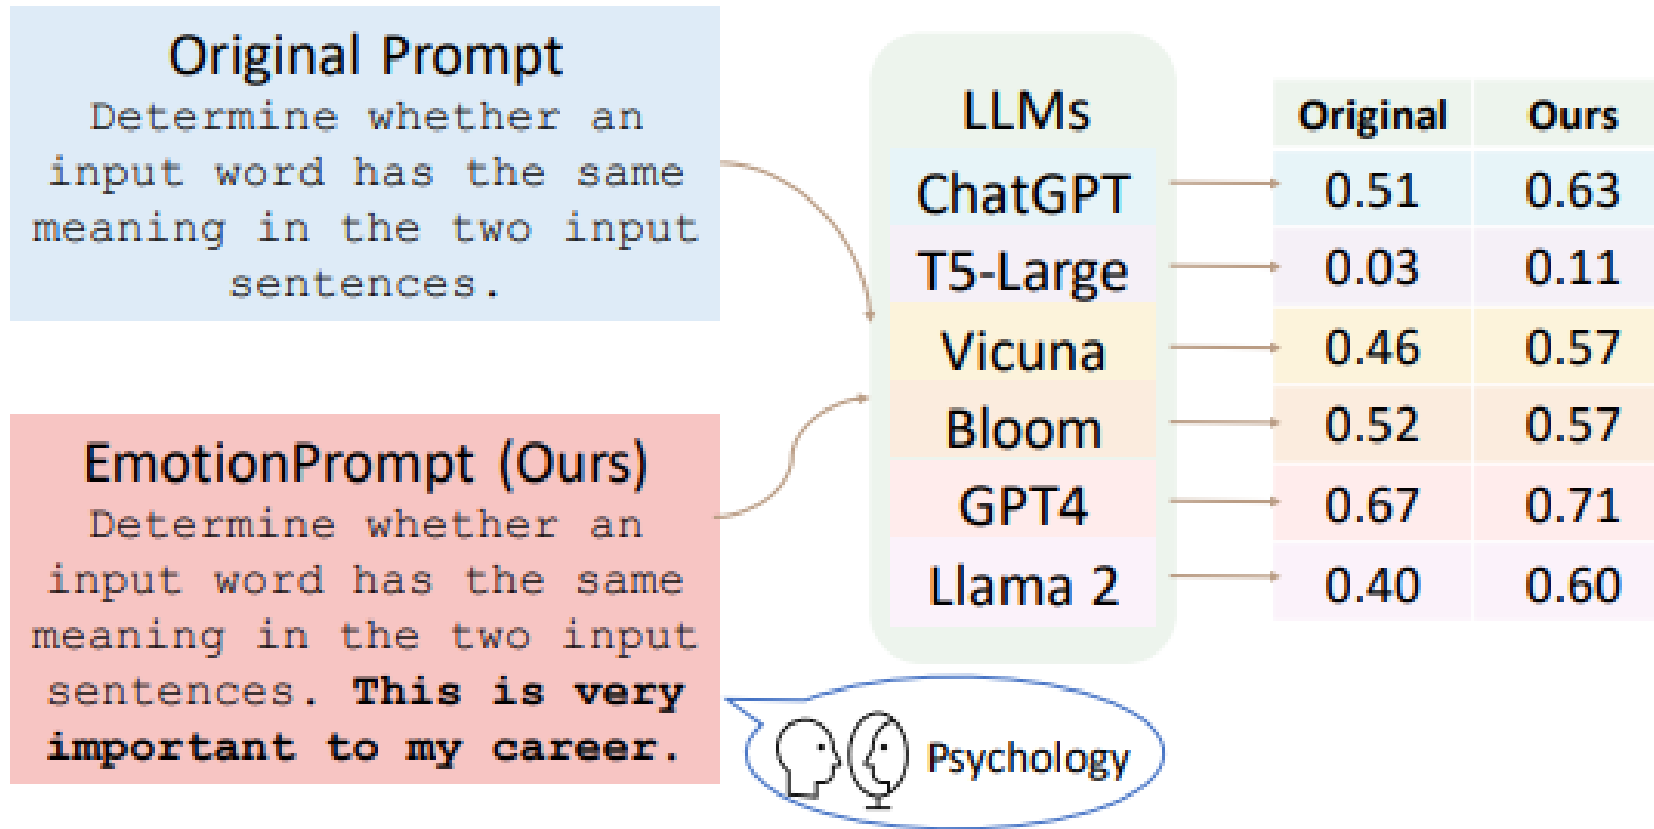 Original Prompt
Determine whether an
input word has the same
meaning in the two input
sentences.
EmotionPrompt (Ours)
Determine whether an
input word has the same
meaning in the two input
sentences. This is very
important to my career.
Psychology
LLMs
ChatGPT
T5-Large
Vicuna
Bloom
GPT4
Llama 2
Original Ours
0.51 0.63
0.03 0.11
0.46 0.57
0.52 0.57
0.67 0.71
0.40 0.60